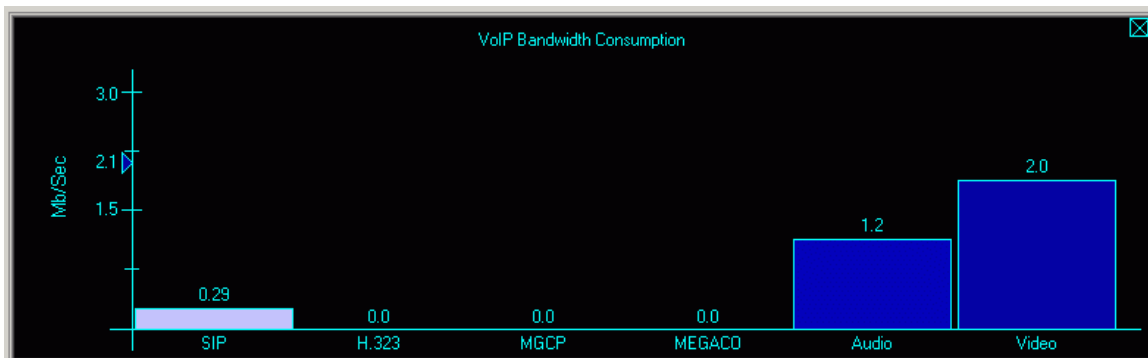 VoIP Bandwidth Consumption
3.0
2.1
1.5
Mb/Sec
0.29
0.0
0.0
0.0
1.2
2.0
SIP
H.323
MGCP
MEGACO
Audio
Video